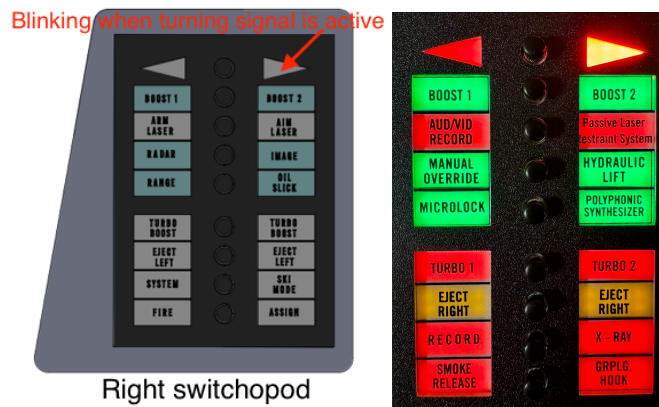 Blinking when turning signal is active
BOOST 1
BOOST 2
ARM
LASER
AIM
LASER
RADAR
IMAGE
RANGE
OIL
SLICK
TURBO
BOOST
TURBO
BOOST
EJECT
LEFT
EJECT
LEFT
SYSTEM
SKI
MODE
FIRE
ASSIGN
Right switchopod
BOOST 1
BOOST 2
AUD/VID
RECORD
Passive Laser
Restraint System
MANUAL
OVERRIDE
HYDRAULIC
LIFT
MICROLOCK
POLYPHONIC
SYNTHESIZER
TURBO 1
TURBO 2
EJECT
RIGHT
EJECT
RIGHT
RECORD
X - RAY
SMOKE
RELEASE
GRPLG.
HOOK